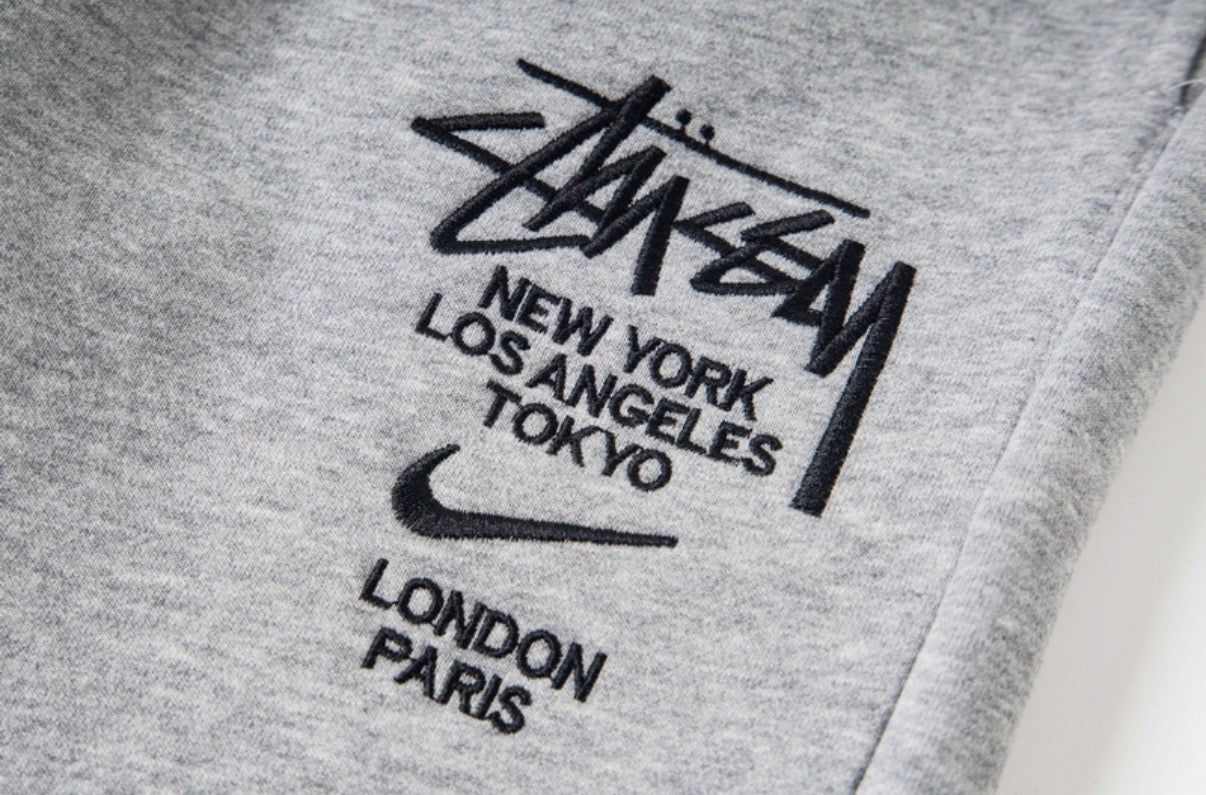 Stüssy
NEW YORK
LOS ANGELES
TOKYO
LONDON
PARIS